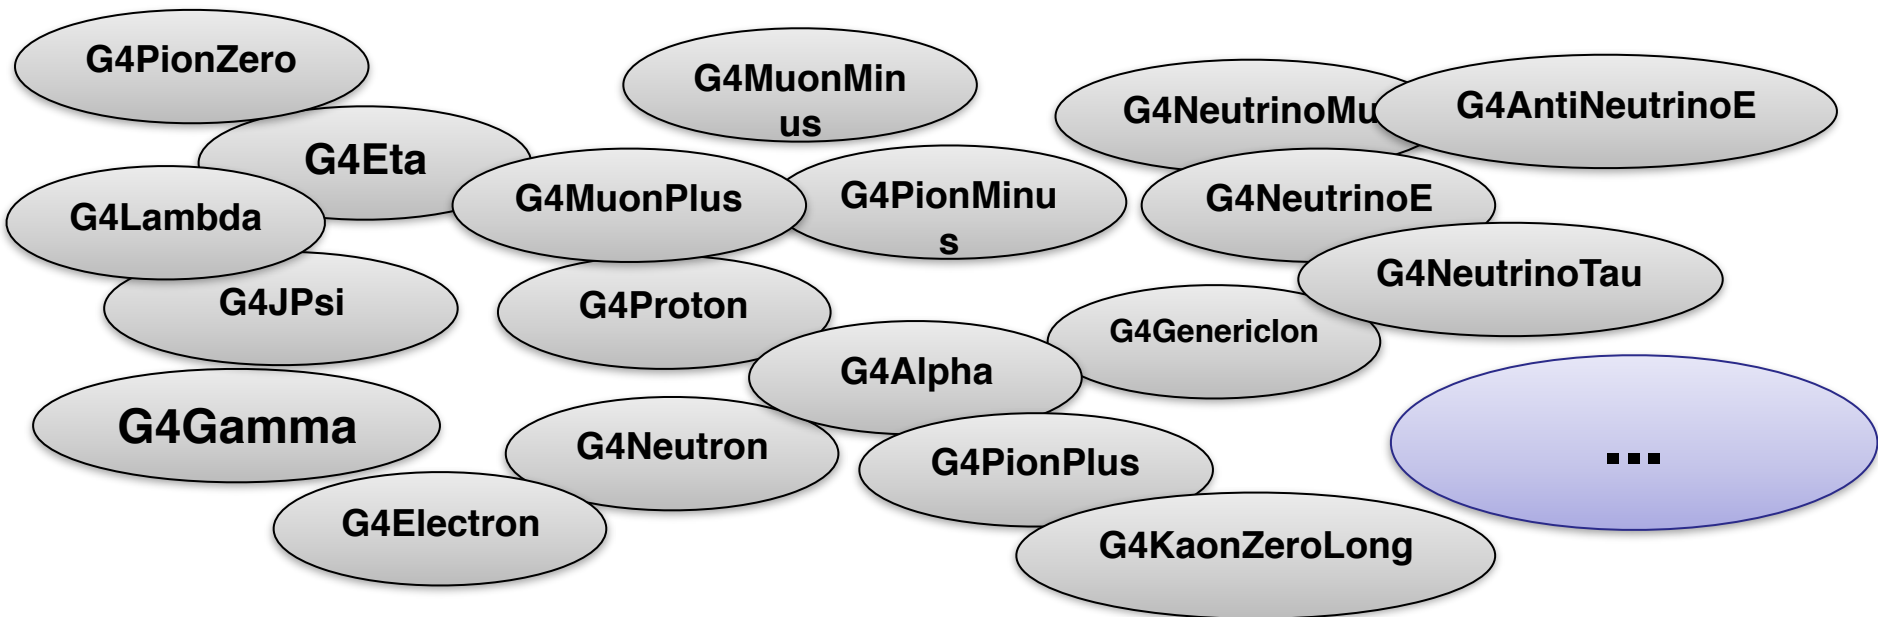 G4PionZero
G4MuonMin
us
G4NeutrinoMu
G4AntiNeutrinoE
G4Eta
G4MuonPlus
G4PionMinu
s
G4NeutrinoE
G4Lambda
G4NeutrinoTau
G4JPsi
G4Proton
G4GenericIon
G4Alpha
G4Gamma
G4Neutron
G4PionPlus
...
G4Electron
G4KaonZeroLong